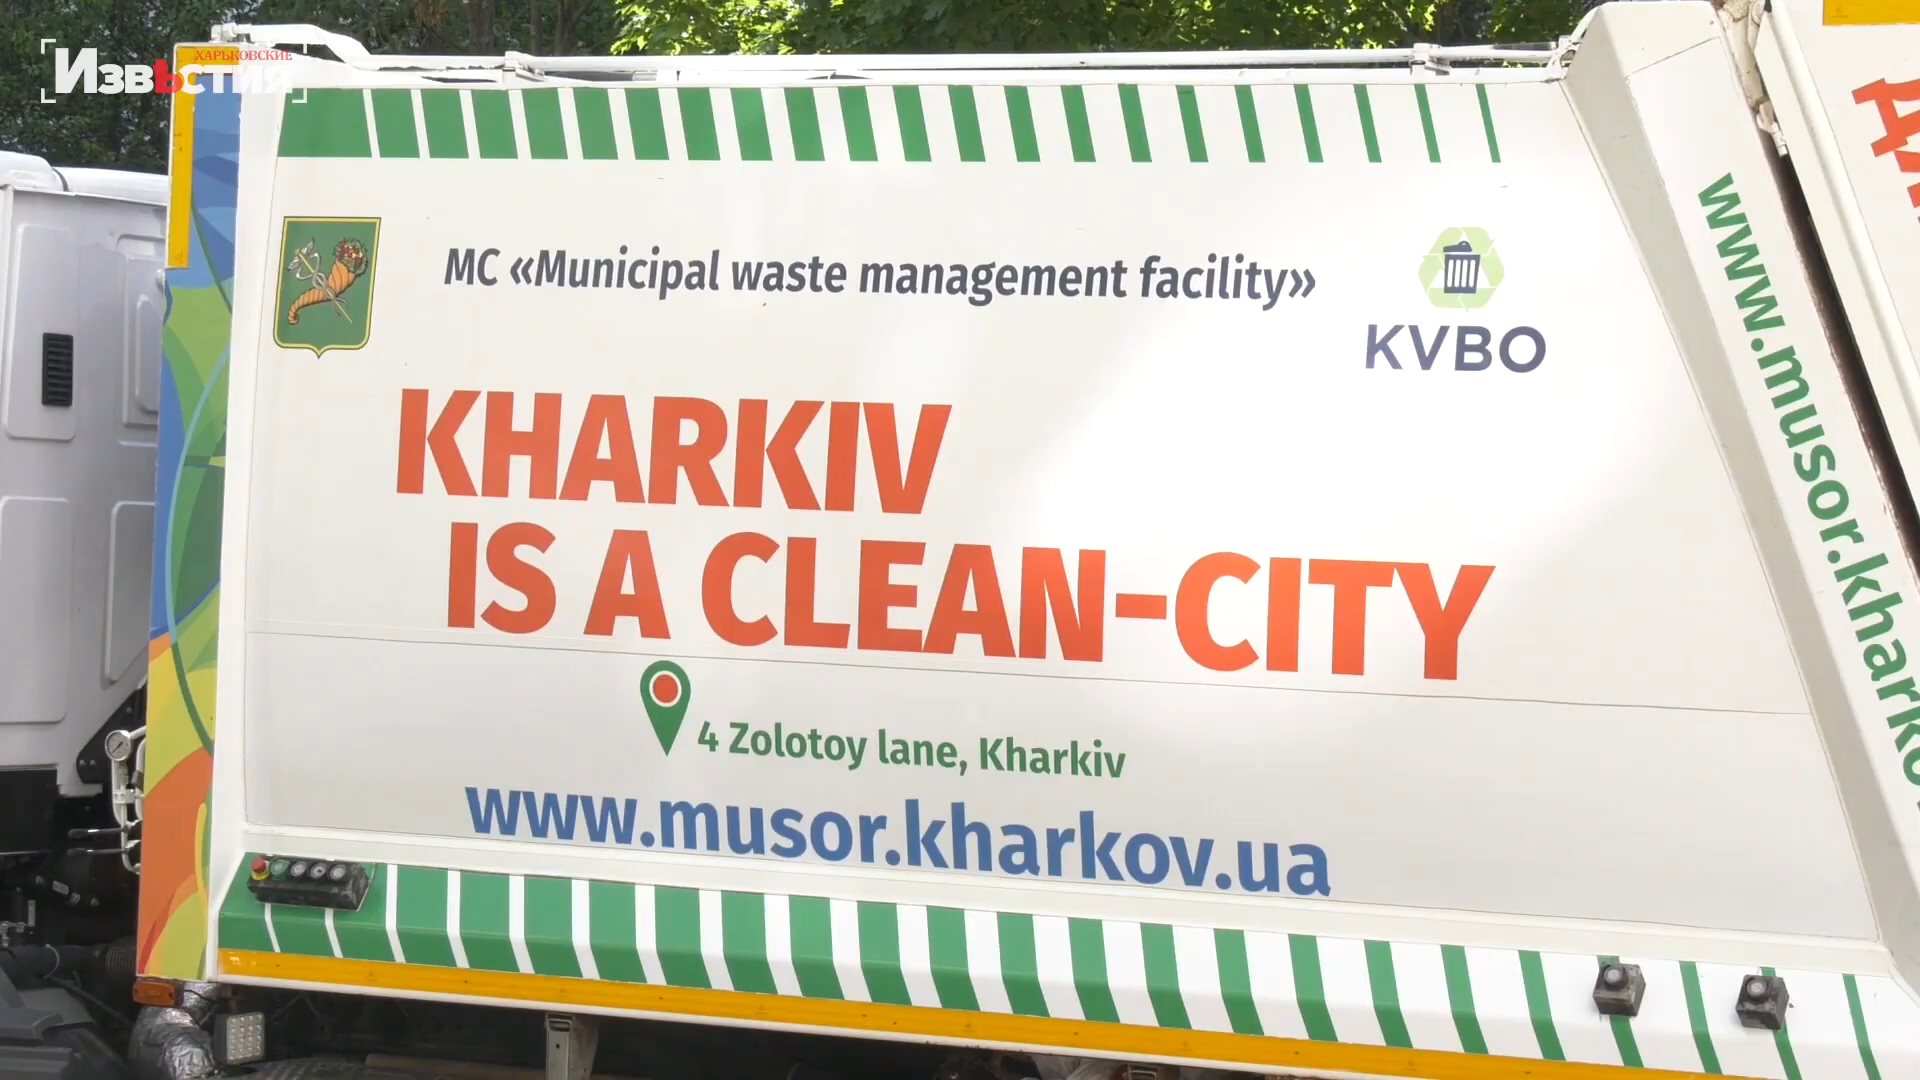 ХАРЬКОВСКИЕ
ИзвѣстиЯ
MC «Municipal waste management facility»
KVBO
KHARKIV
IS A CLEAN-CITY
4 Zolotoy lane, Kharkiv
www.musor.kharkov.ua
www.musor.kharko